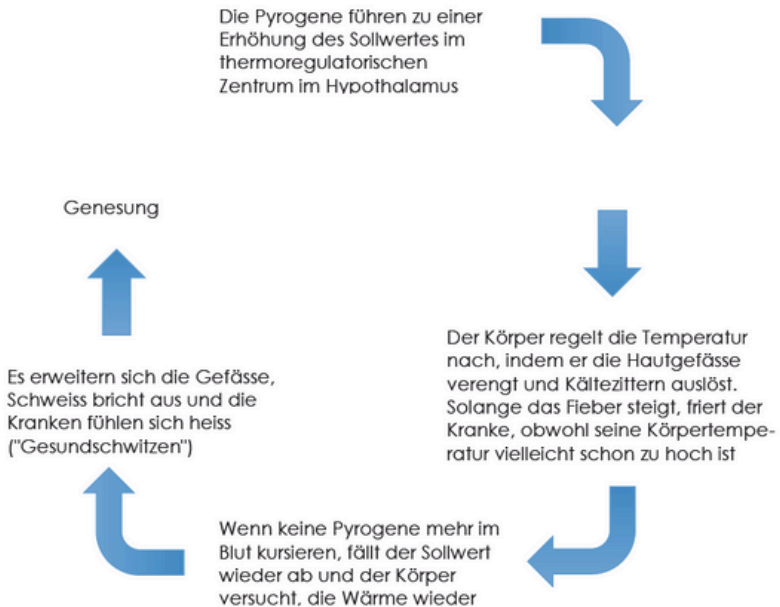 Die Pyrogene führen zu einer
Erhöhung des Sollwertes im
thermoregulatorischen
Zentrum im Hypothalamus
Genesung
Der Körper regelt die Temperatur
nach, indem er die Hautgefässe
verengt und Kältezittern auslöst.
Solange das Fieber steigt, friert der
Kranke, obwohl seine Körpertempe-
ratur vielleicht schon zu hoch ist
Es erweitern sich die Gefässe,
Schweiss bricht aus und die
Kranken fühlen sich heiss
("Gesundschwitzen")
Wenn keine Pyrogene mehr im
Blut kursieren, fällt der Sollwert
wieder ab und der Körper
versucht, die Wärme wieder